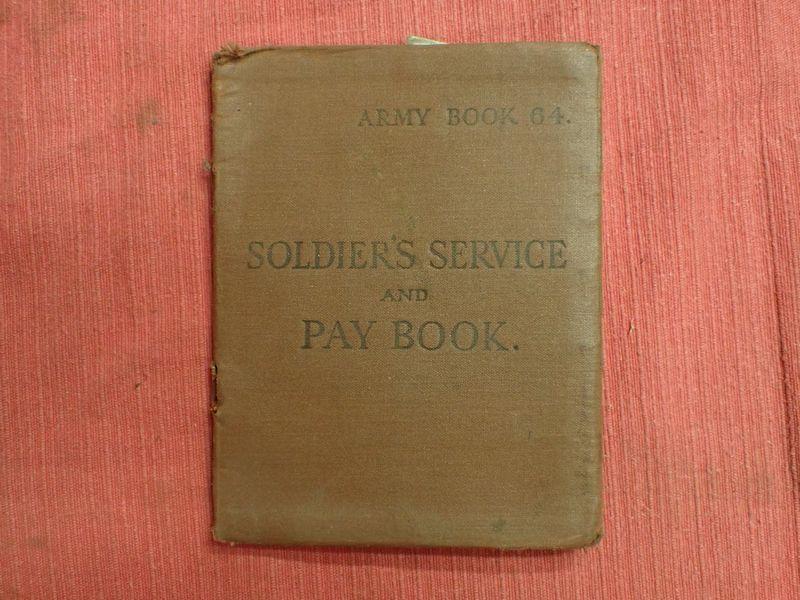 ARMY BOOK 64.
SOLDIER'S SERVICE
AND
PAY BOOK.